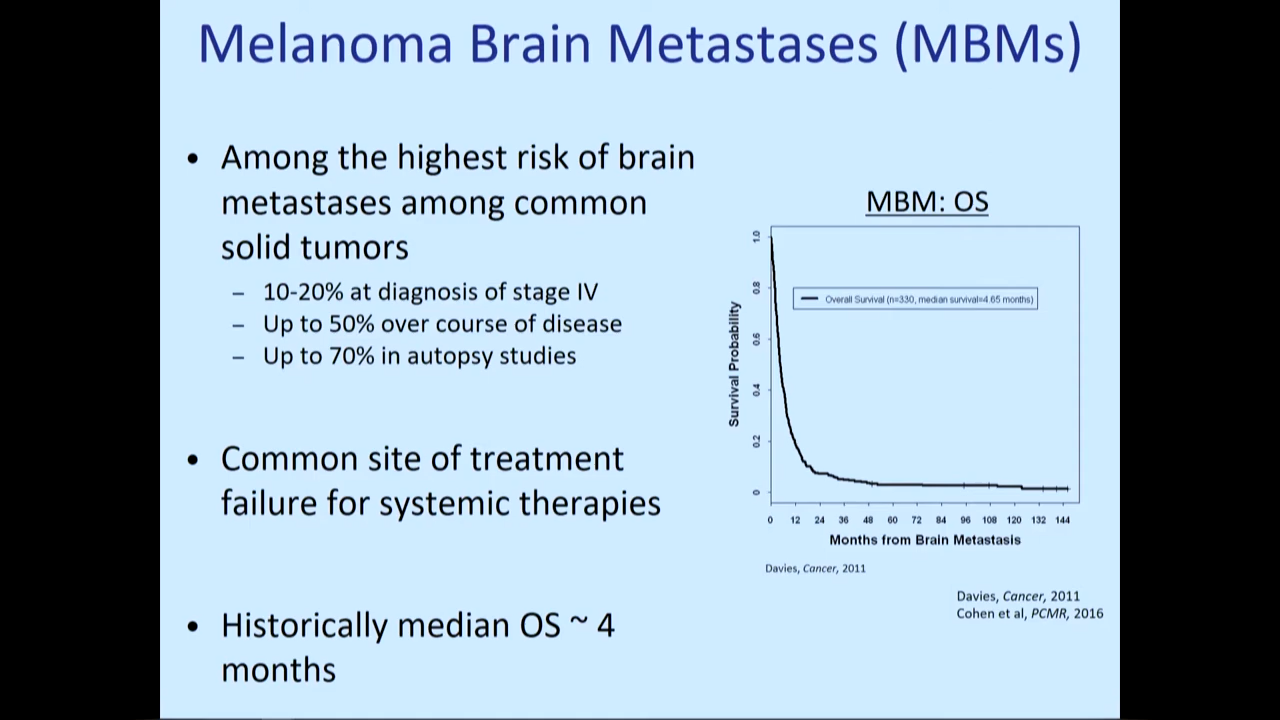 Melanoma Brain Metastases (MBMs)
• Among the highest risk of brain
metastases among common
solid tumors
– 10-20% at diagnosis of stage IV
– Up to 50% over course of disease
– Up to 70% in autopsy studies
• Common site of treatment
failure for systemic therapies
• Historically median OS ~ 4
months
MBM: OS
Overall Survival (n=330, median survival=4.65 months)
Survival Probability
1.0
0.8
0.6
0.4
0.2
0
0 12 24 36 48 60 72 84 96 108 120 132 144
Months from Brain Metastasis
Davies, Cancer, 2011
Davies, Cancer, 2011
Cohen et al, PCMR, 2016